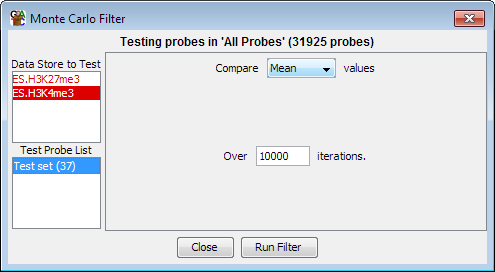 Monte Carlo Filter
Testing probes in 'All Probes' (31925 probes)
Data Store to Test
ES.H3K27me3
ES.H3K4me3
Test Probe List
Test set (37)
Compare Mean values
Over 10000 iterations.
Close Run Filter